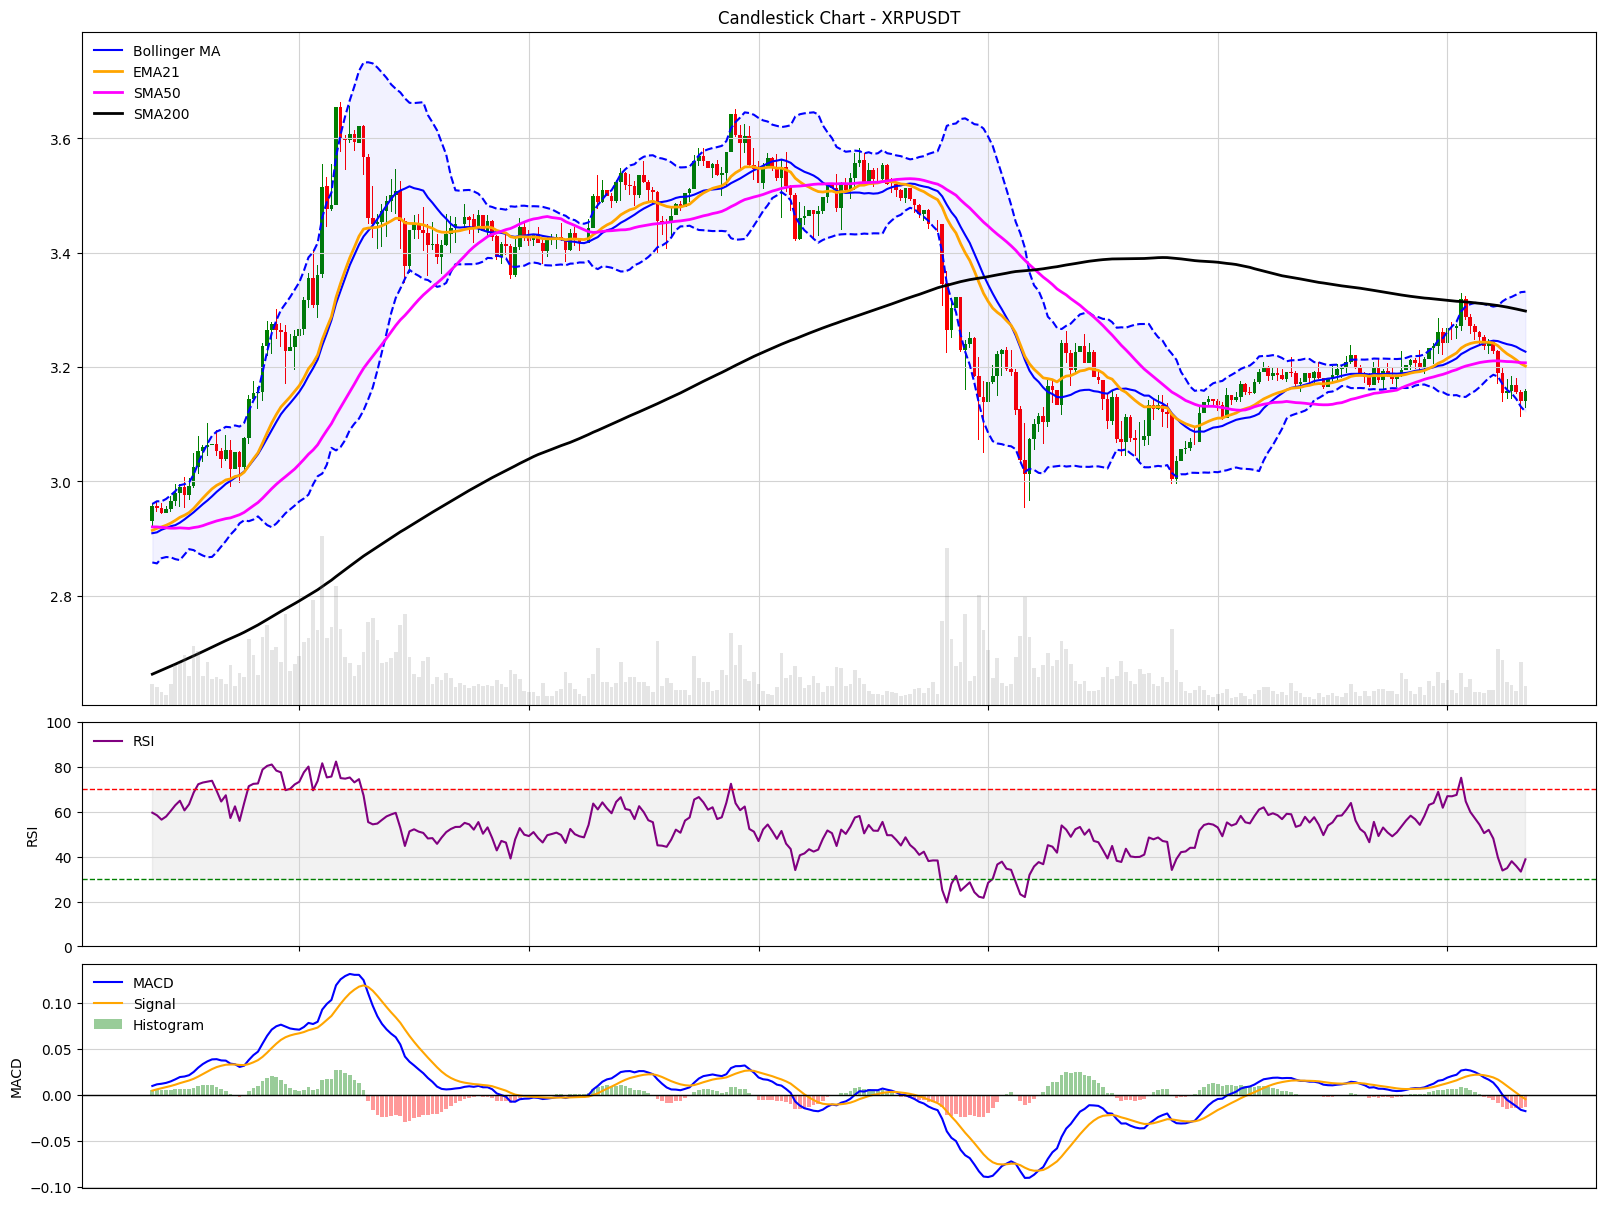 Candlestick Chart - XRPUSDT
Bollinger MA
EMA21
SMA50
SMA200
3.6
3.4
3.2
3.0
2.8
RSI
100
80
60
40
20
0
RSI
MACD
Signal
Histogram
0.10
0.05
0.00
−0.05
−0.10
MACD